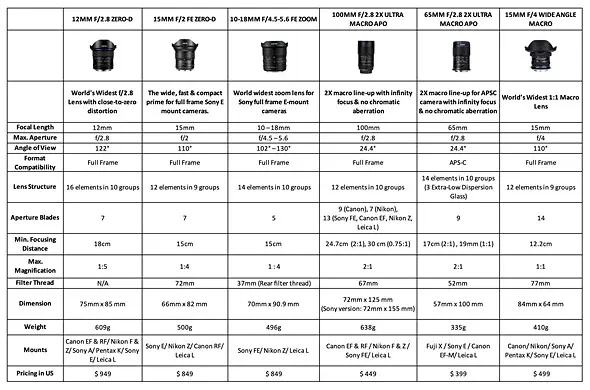 12MM F/2.8 ZERO-D 15MM F/2 FE ZERO-D 10-18MM F/4.5-5.6 FE ZOOM 100MM F/2.8 2X ULTRA MACRO APO 65MM F/2.8 2X ULTRA MACRO APO 15MM F/4 WIDE ANGLE MACRO
World's Widest f/2.8 Lens with close-to-zero distortion The wide, fast & compact prime for full frame Sony E mount cameras. World widest zoom lens for Sony full frame E-mount cameras 2X macro line-up with infinity focus & no chromatic aberration 2X macro line-up for APSC camera with infinity focus & no chromatic aberration World's Widest 1:1 Macro Lens
Focal Length 12mm 15mm 10 – 18mm 100mm 65mm 15mm
Max. Aperture f/2.8 f/2 f/4.5 – 5.6 f/2.8 f/2.8 f/4
Angle of View 122° 110° 102° –130° 24.4° 24.4° 110°
Format Compatibility Full Frame Full Frame Full Frame Full Frame APS-C Full Frame
Lens Structure 16 elements in 10 groups 12 elements in 9 groups 14 elements in 10 groups 12 elements in 10 groups 14 elements in 10 groups (3 Extra-Low Dispersion Glass) 12 elements in 9 groups
Aperture Blades 7 7 5 9 (Canon), 7 (Nikon), 13 (Sony FE, Canon EF, Nikon Z, Leica L) 9 14
Min. Focusing Distance 18cm 15cm 15cm 24.7cm (2:1), 30 cm (0.75:1) 17cm (2:1), 19mm (1:1) 12.2cm
Max. Magnification 1:5 1:4 1 : 4 2:1 2:1 1:1
Filter Thread N/A 72mm 37mm (Rear filter thread) 67mm 52mm 77mm
Dimension 75mm x 85 mm 66mm x 82 mm 70mm x 90.9 mm 72mm x 125 mm (Sony version: 72mm x 155 mm) 57mm x 100 mm 84mm x 64 mm
Weight 609g 500g 496g 638g 335g 410g
Mounts Canon EF & RF/ Nikon F & Z/ Sony A/ Pentax K/ Sony E/ Leica L Sony E/ Nikon Z/ Canon RF/ Leica L Sony FE/ Nikon Z/ Leica L Canon EF & RF / Nikon F & Z / Sony FE/ Leica L Fuji X / Sony E / Canon EF-M/ Leica L Canon/ Nikon/ Sony A/ Pentax K/ Sony E/ Leica L
Pricing in US $ 949 $ 849 $ 849 $ 449 $ 399 $ 499